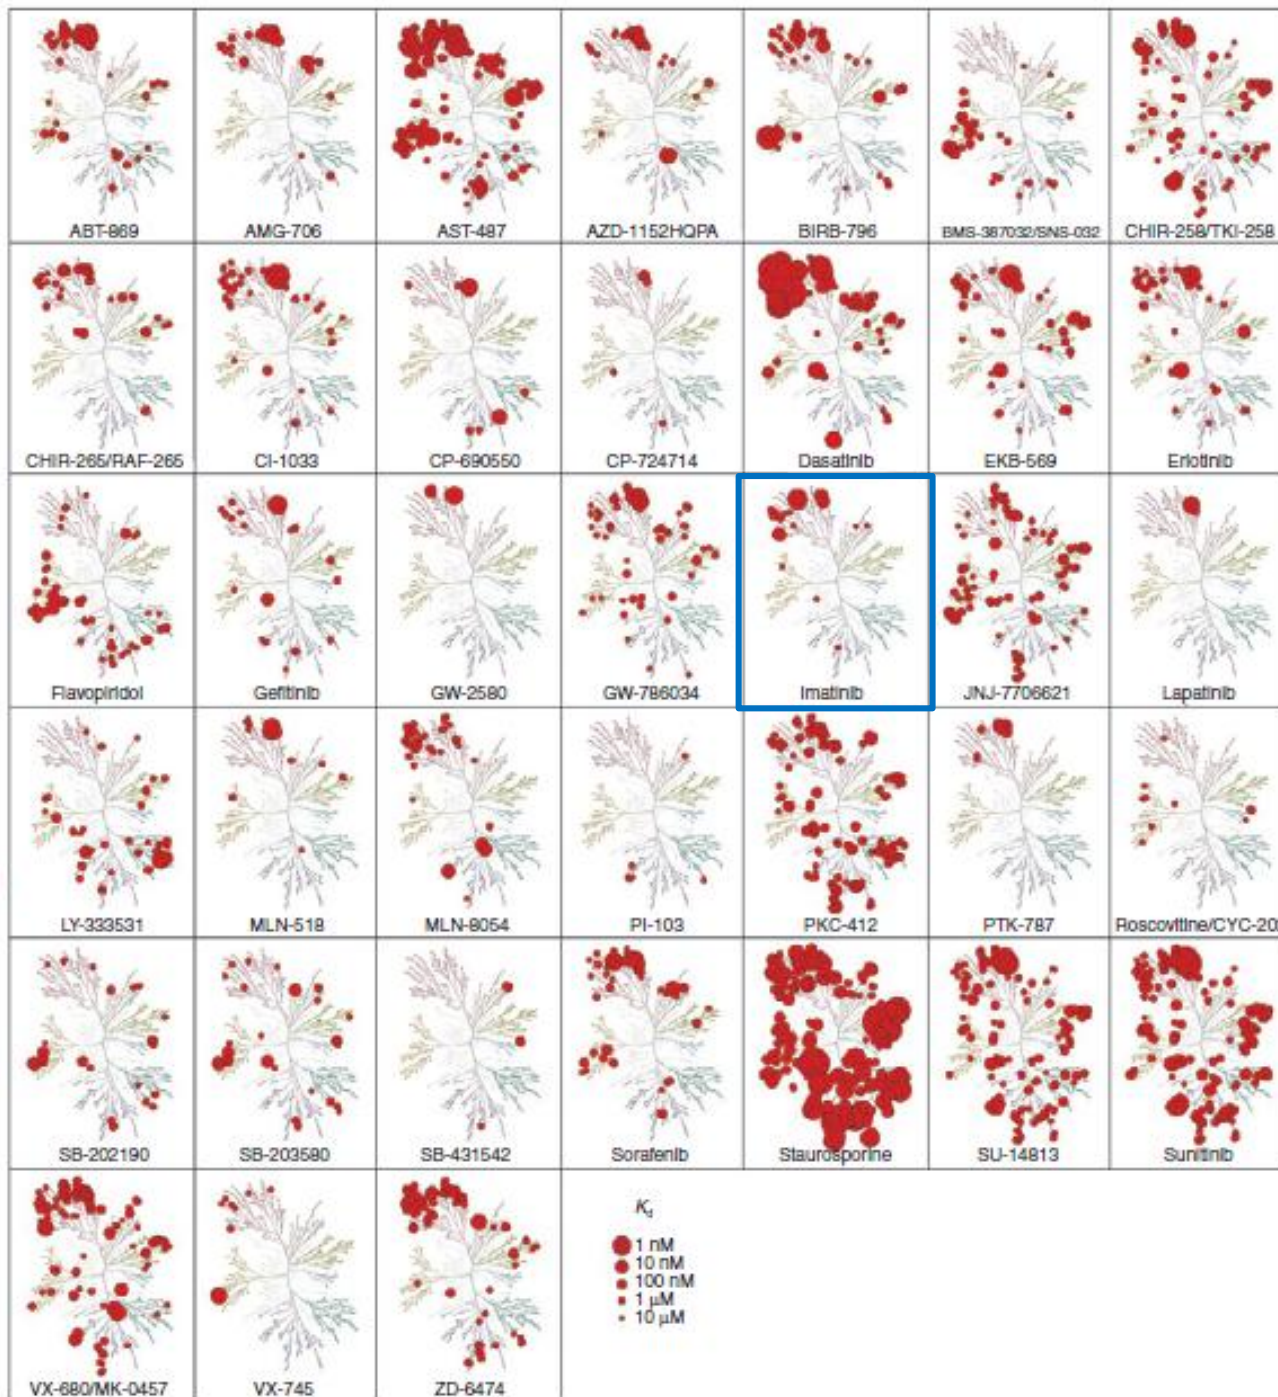 ABT-869
AMG-706
AST-487
AZD-1152HQPA
BIRB-796
BMS-387032/SNS-032
CHIR-258/TKI-258
CHIR-265/RAF-265
CI-1033
CP-690550
CP-724714
Dasatinib
EKB-569
Erlotinib
Flavopiridol
Gefitinib
GW-2580
GW-786034
Imatinib
JNJ-7706621
Lapatinib
LY-333531
MLN-518
MLN-8054
PI-103
PKC-412
PTK-787
Roscovitine/CYC-20
SB-202190
SB-203580
SB-431542
Sorafenib
Staurosporine
SU-14813
Sunitinib
VX-680/MK-0457
VX-745
ZD-6474
Kd
1 nM
10 nM
100 nM
1 µM
10 µM